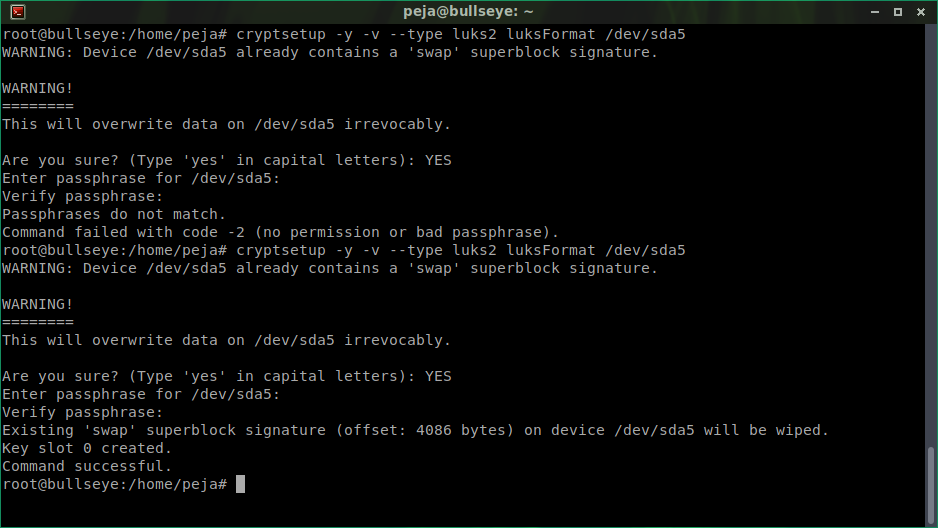 peja@bullseye: ~
root@bullseye:/home/peja# cryptsetup -y -v --type luks2 luksFormat /dev/sda5
WARNING: Device /dev/sda5 already contains a 'swap' superblock signature.
WARNING!
========
This will overwrite data on /dev/sda5 irrevocably.
Are you sure? (Type 'yes' in capital letters): YES
Enter passphrase for /dev/sda5:
Verify passphrase:
Passphrases do not match.
Command failed with code -2 (no permission or bad passphrase).
root@bullseye:/home/peja# cryptsetup -y -v --type luks2 luksFormat /dev/sda5
WARNING: Device /dev/sda5 already contains a 'swap' superblock signature.
WARNING!
========
This will overwrite data on /dev/sda5 irrevocably.
Are you sure? (Type 'yes' in capital letters): YES
Enter passphrase for /dev/sda5:
Verify passphrase:
Existing 'swap' superblock signature (offset: 4086 bytes) on device /dev/sda5 will be wiped.
Key slot 0 created.
Command successful.
root@bullseye:/home/peja#